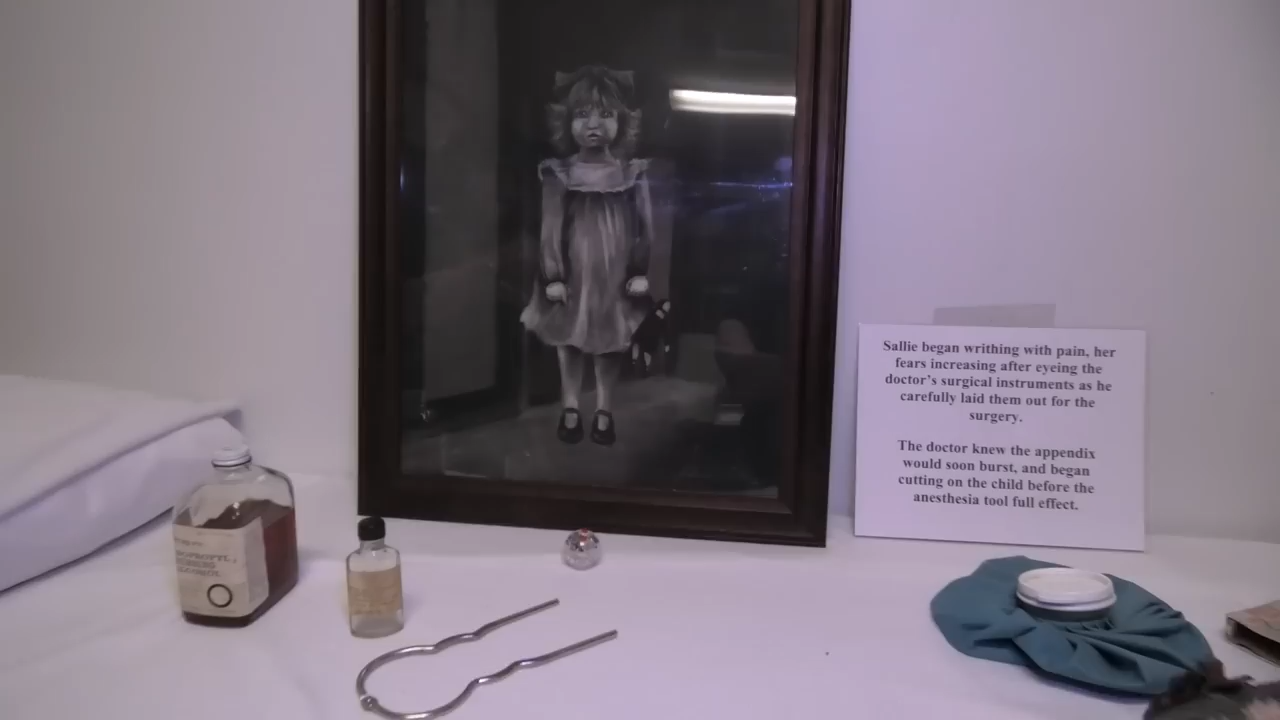 Sallie began writhing with pain, her
fears increasing after eyeing the
doctor's surgical instruments as he
carefully laid them out for the
surgery.
The doctor knew the appendix
would soon burst, and began
cutting on the child before the
anesthesia tool full effect.